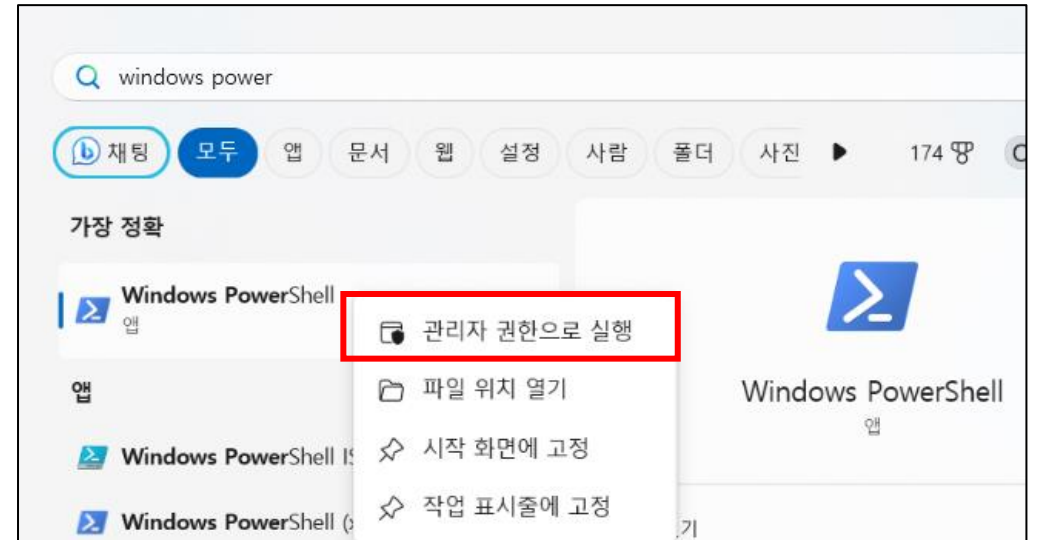 windows power
채팅 모두 앱 문서 웹 설정 사람 폴더 사진 174
가장 정확
Windows PowerShell
앱
관리자 권한으로 실행
파일 위치 열기
시작 화면에 고정
작업 표시줄에 고정
앱
Windows PowerShell
Windows PowerShell
Windows PowerShell
앱